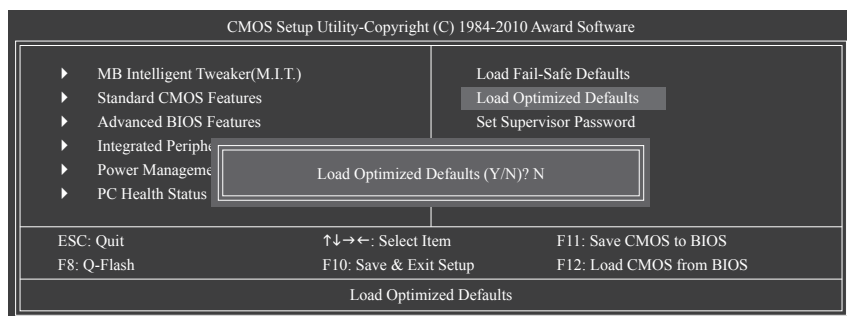 CMOS Setup Utility-Copyright (C) 1984-2010 Award Software
MB Intelligent Tweaker(M.I.T.)
Standard CMOS Features
Advanced BIOS Features
Integrated Periphe
Power Manageme
PC Health Status
Load Fail-Safe Defaults
Load Optimized Defaults
Set Supervisor Password
Load Optimized Defaults (Y/N)? N
ESC: Quit ↑↓→←: Select Item F11: Save CMOS to BIOS
F8: Q-Flash F10: Save & Exit Setup F12: Load CMOS from BIOS
Load Optimized Defaults